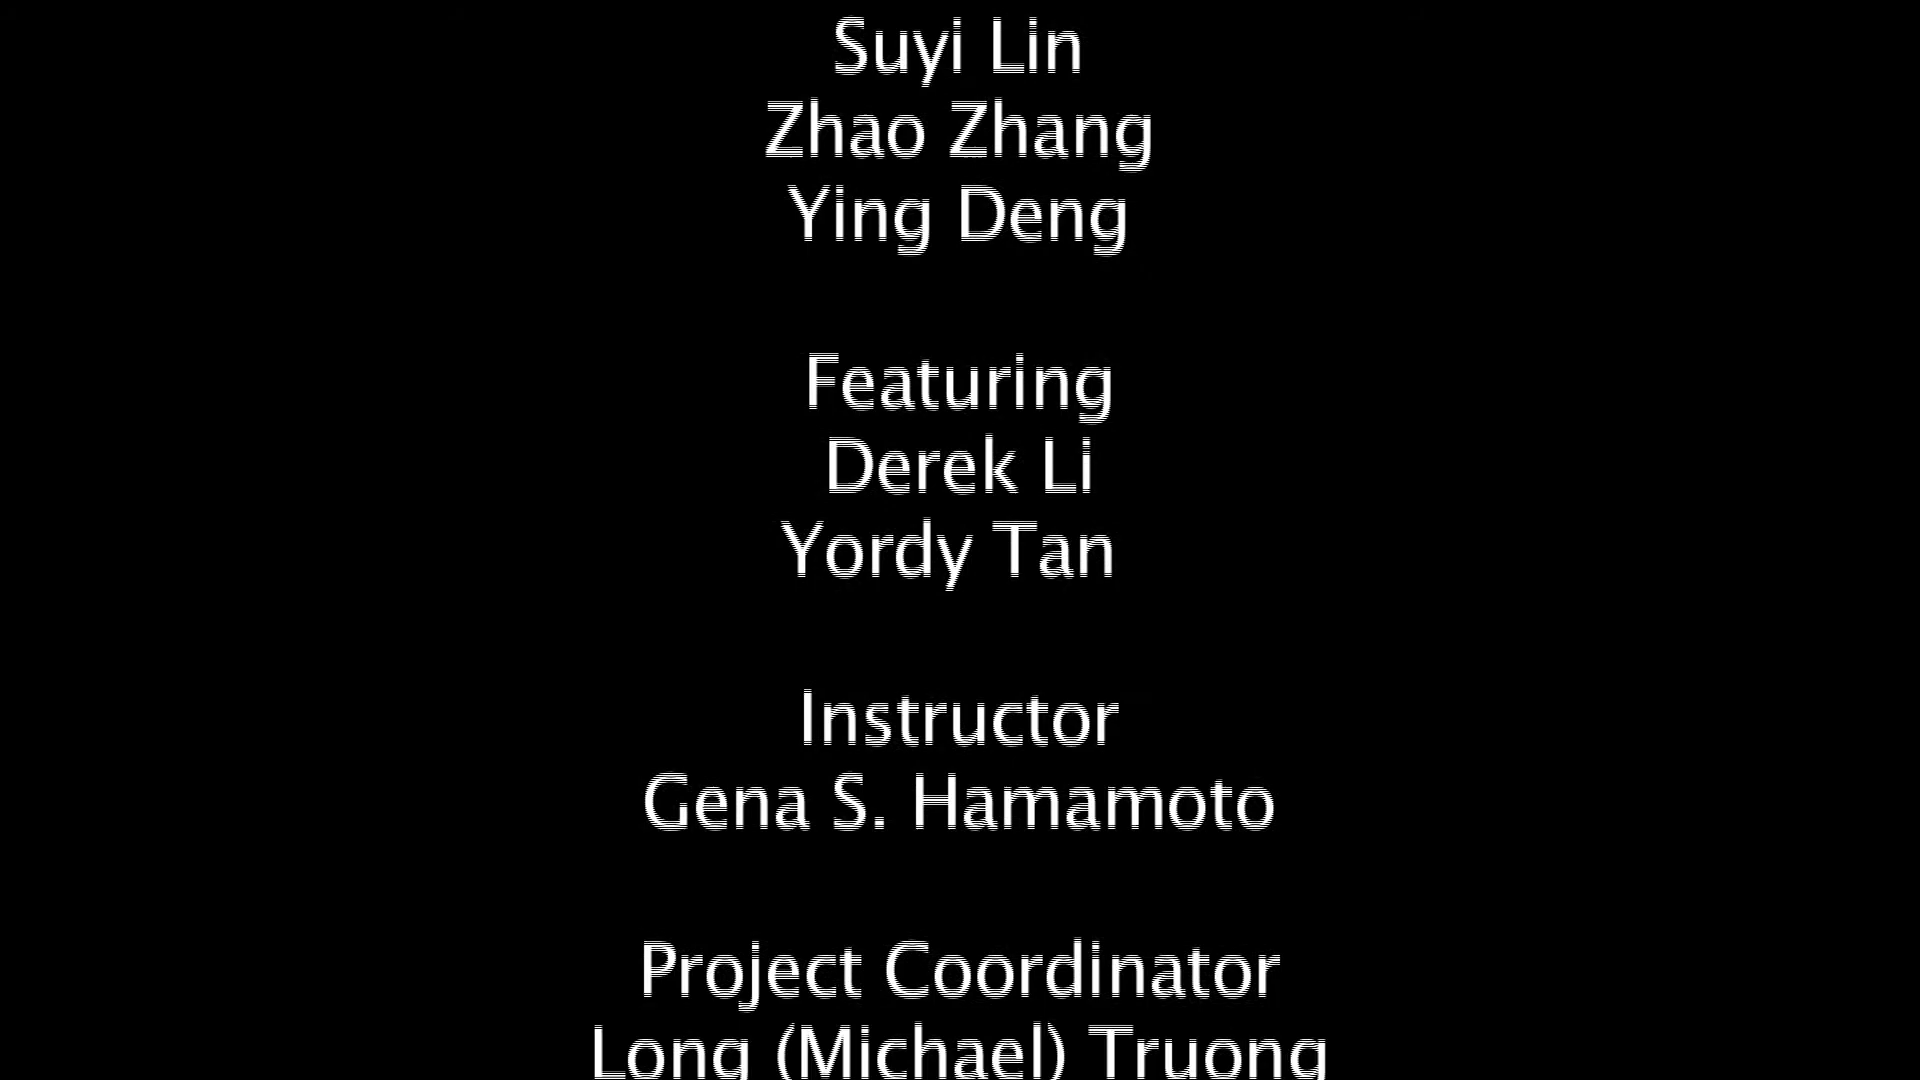 Suyi Lin
Zhao Zhang
Ying Deng
Featuring
Derek Li
Yordy Tan
Instructor
Gena S. Hamamoto
Project Coordinator
Long (Michael) Truong